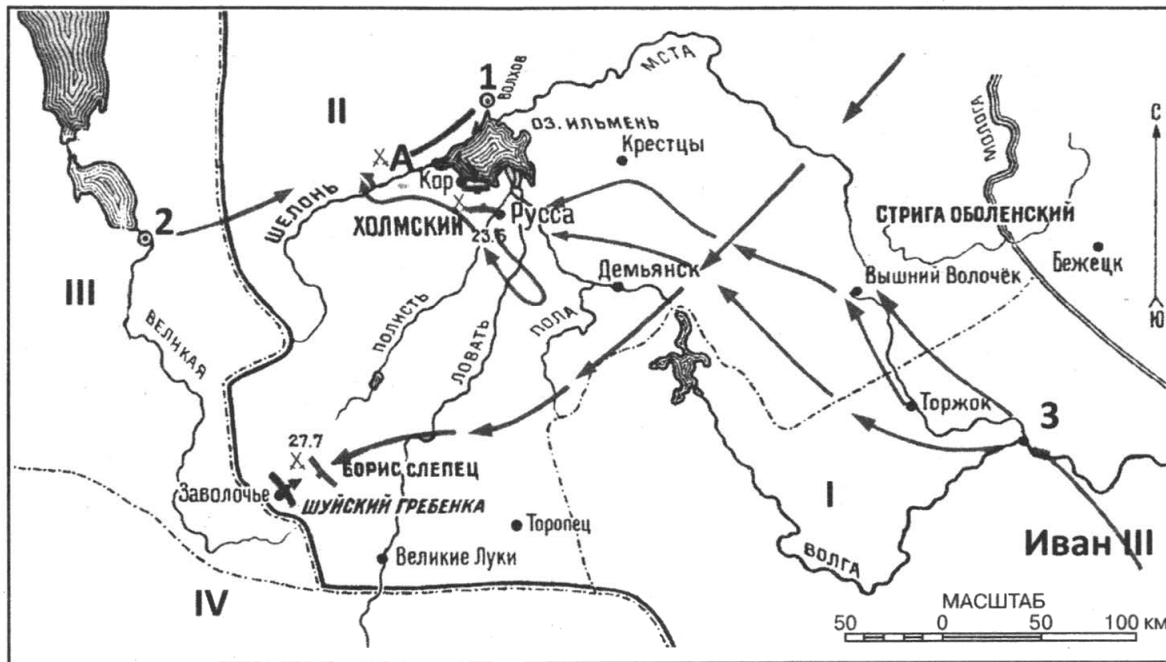 1
ВОЛХОВ
МСТА
II
ОЗ. ИЛЬМЕНЬ
А
Крестцы
МОЛОГА
С
Кор
ШЕЛОНЬ
2
ХОЛМСКИЙ
Русса
СТРИГА ОБОЛЕНСКИЙ
23.6
Бежецк
III
Демьянск
Вышний Волочёк
Ю
ВЕЛИКАЯ
ПОЛИСТЬ
ЛОВАТЬ
ПОЛА
Торжок
3
27.7
БОРИС СЛЕПЕЦ
Заволочье
ШУЙСКИЙ ГРЕБЕНКА
I
Торопец
Иван III
Великие Луки
ВОЛГА
IV
МАСШТАБ
50 0 50 100 км